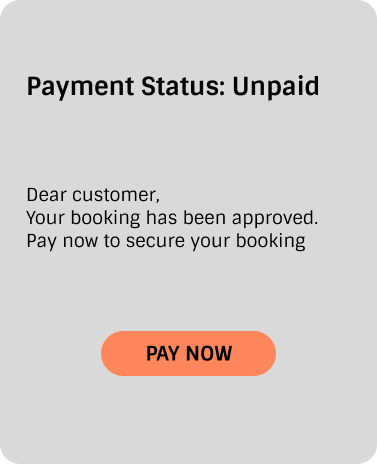 Payment Status: Unpaid
Dear customer,
Your booking has been approved.
Pay now to secure your booking
PAY NOW